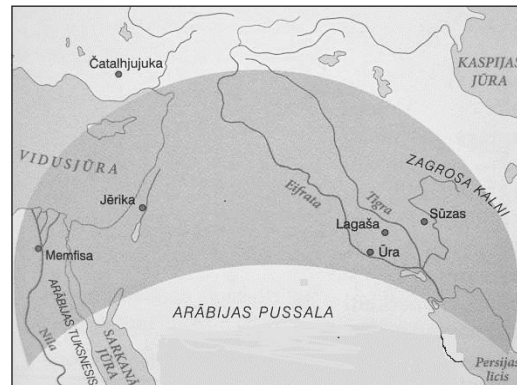 Čatalhjujuka
KASPIJAS
JŪRA
VIDUSJŪRA
ZAGROSA KALNI
Jērika
Eifrata
Tigra
Sūzas
Lagaša
Ūra
Memfisa
ARĀBIJAS PUSSALA
ARĀBIJAS TUKSNESIS
Nīla
SARKANĀ
JŪRA
Persijas
līcis